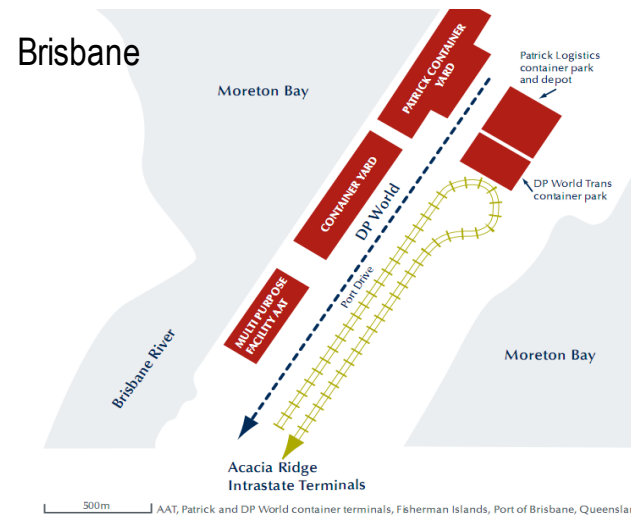 Brisbane
Moreton Bay
PATRICK CONTAINER
YARD
Patrick Logistics
container park
and depot
CONTAINER YARD
DP World
DP World Trans
container park
Port Drive
MULTI PURPOSE
FACILITY AAT
Brisbane River
Moreton Bay
Acacia Ridge
Intrastate Terminals
500m
AAT, Patrick and DP World container terminals, Fisherman Islands, Port of Brisbane, Queensla